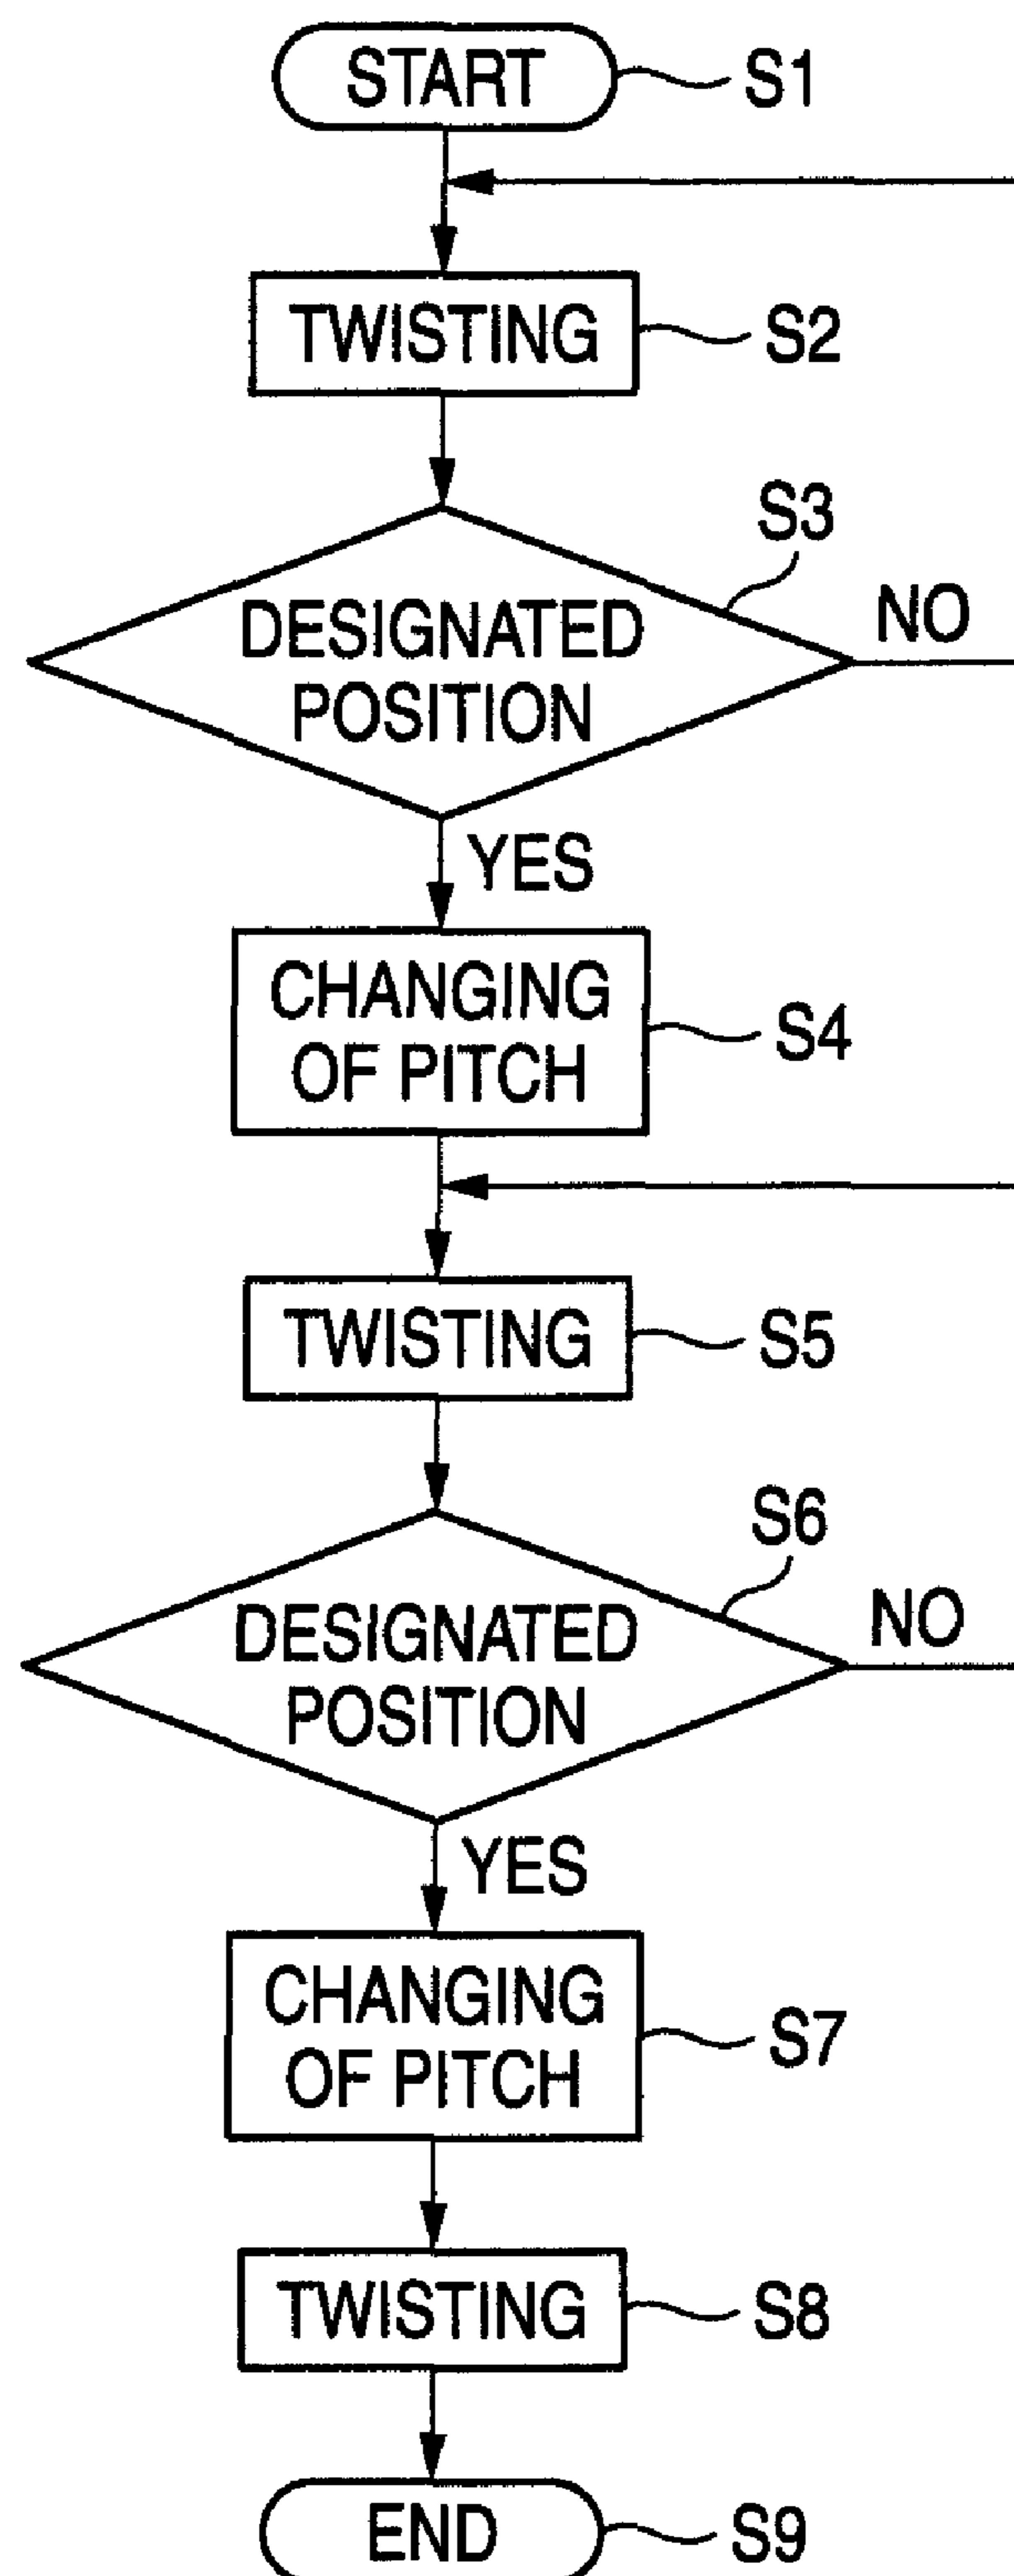 START
S1
TWISTING
S2
S3
DESIGNATED
POSITION
NO
YES
CHANGING
OF PITCH
S4
TWISTING
S5
S6
DESIGNATED
POSITION
NO
YES
CHANGING
OF PITCH
S7
TWISTING
S8
END
S9